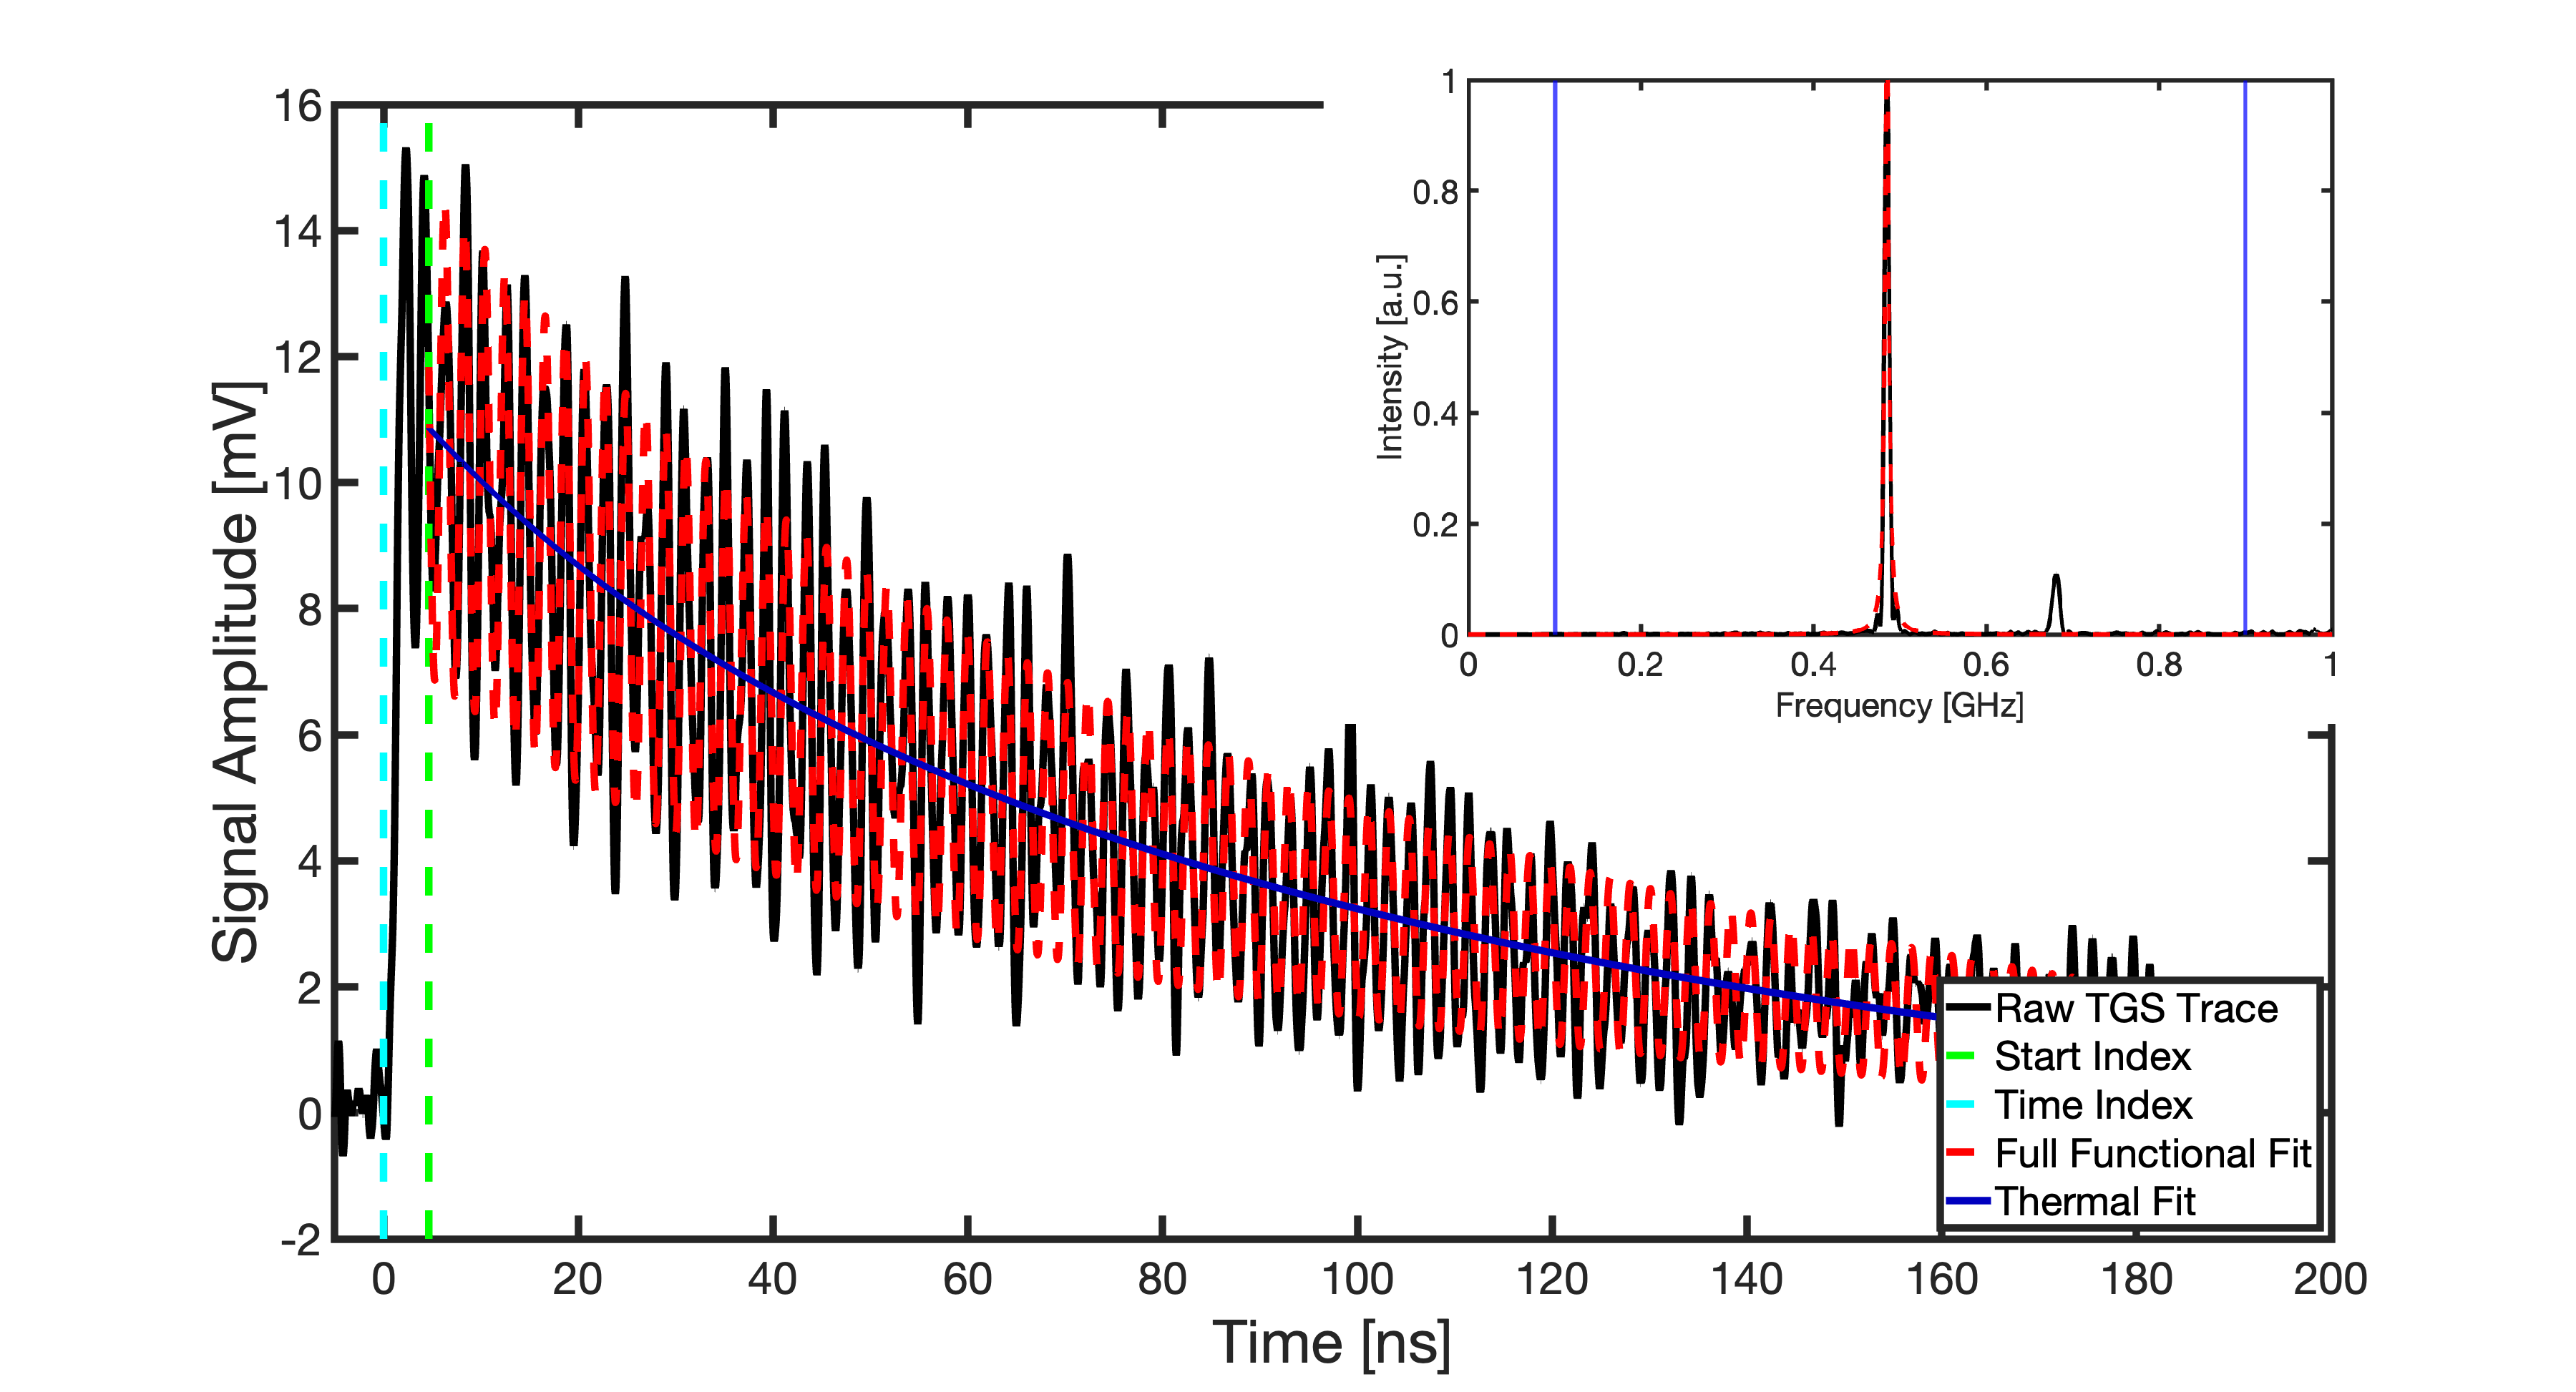 16
14
12
10
8
6
4
2
0
-2
Signal Amplitude [mV]
0 20 40 60 80 100 120 140 160 180 200
Time [ns]
1
0.8
0.6
0.4
0.2
0
Intensity [a.u.]
0 0.2 0.4 0.6 0.8 1
Frequency [GHz]
Raw TGS Trace
Start Index
Time Index
Full Functional Fit
Thermal Fit